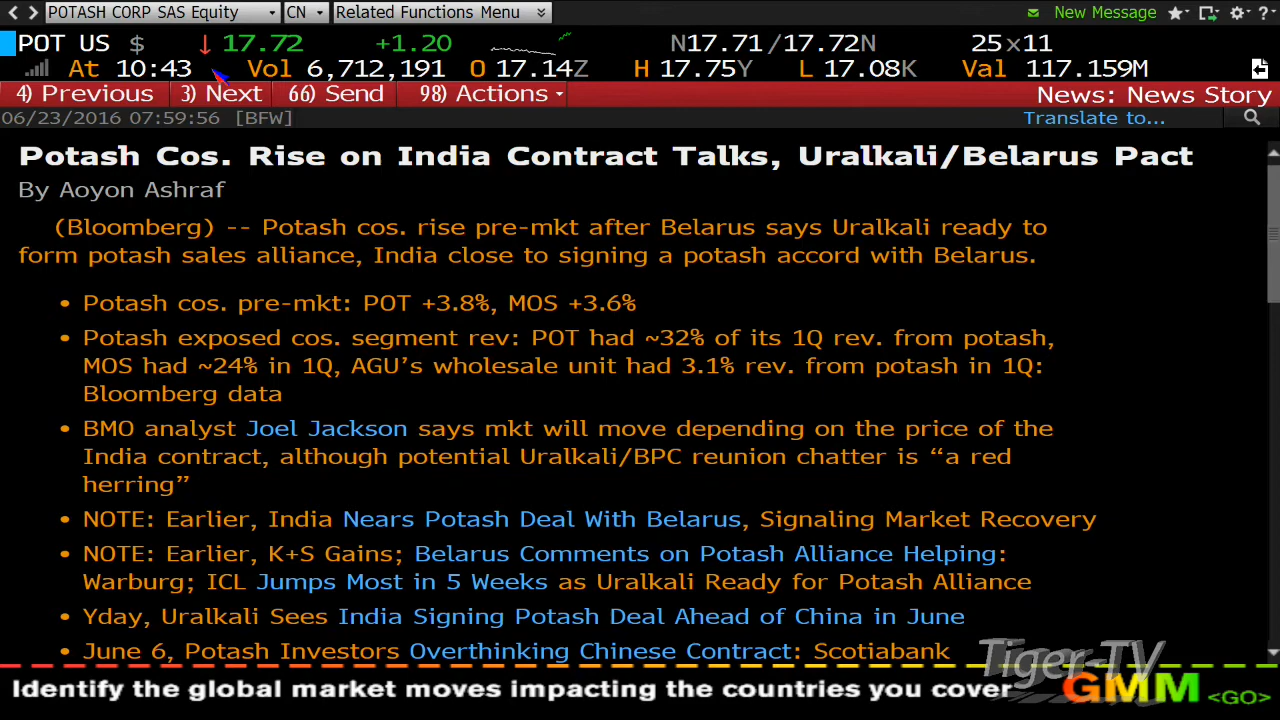 POTASH CORP SAS Equity CN Related Functions Menu New Message
POT US $ ↓ 17.72 +1.20 N17.71/17.72N 25x11
At 10:43 Vol 6,712,191 O 17.14Z H 17.75Y L 17.08K Val 117.159M
4) Previous 3) Next 66) Send 98) Actions News: News Story
06/23/2016 07:59:56 [BFW] Translate to...
Potash Cos. Rise on India Contract Talks, Uralkali/Belarus Pact
By Aoyon Ashraf
(Bloomberg) -- Potash cos. rise pre-mkt after Belarus says Uralkali ready to
form potash sales alliance, India close to signing a potash accord with Belarus.
• Potash cos. pre-mkt: POT +3.8%, MOS +3.6%
• Potash exposed cos. segment rev: POT had ~32% of its 1Q rev. from potash,
MOS had ~24% in 1Q, AGU's wholesale unit had 3.1% rev. from potash in 1Q:
Bloomberg data
• BMO analyst Joel Jackson says mkt will move depending on the price of the
India contract, although potential Uralkali/BPC reunion chatter is “a red
herring”
• NOTE: Earlier, India Nears Potash Deal With Belarus, Signaling Market Recovery
• NOTE: Earlier, K+S Gains; Belarus Comments on Potash Alliance Helping:
Warburg; ICL Jumps Most in 5 Weeks as Uralkali Ready for Potash Alliance
• Yday, Uralkali Sees India Signing Potash Deal Ahead of China in June
• June 6, Potash Investors Overthinking Chinese Contract: Scotiabank
Tiger-TV
Identify the global market moves impacting the countries you cover GMM <GO>